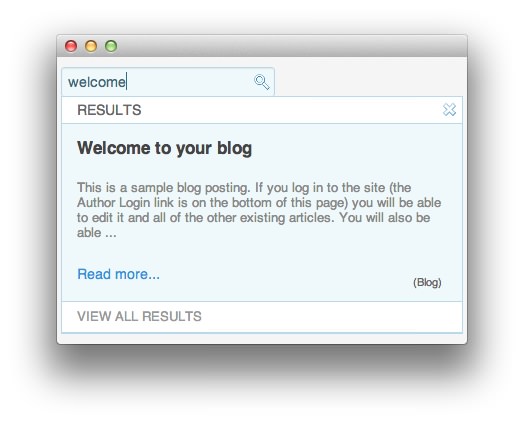 welcome
RESULTS
Welcome to your blog
This is a sample blog posting. If you log in to the site (the
Author Login link is on the bottom of this page) you will be able
to edit it and all of the other existing articles. You will also be
able ...
Read more...
(Blog)
VIEW ALL RESULTS